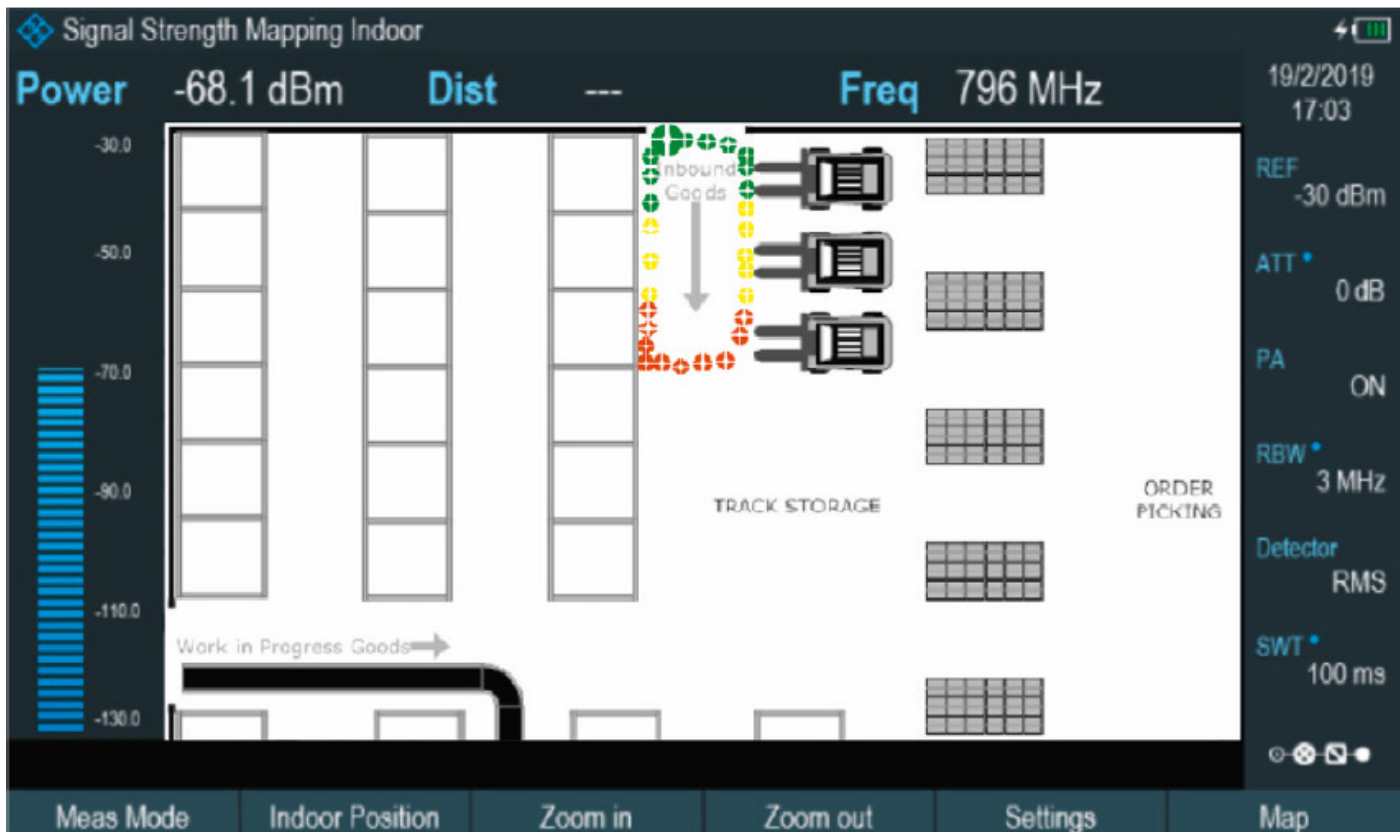 Signal Strength Mapping Indoor
Power -68.1 dBm Dist --- Freq 796 MHz
19/2/2019
17:03
-30.0
-50.0
-70.0
-90.0
-110.0
-130.0
Inbound
Goods
TRACK STORAGE
ORDER
PICKING
Work in Progress Goods
REF
-30 dBm
ATT
0 dB
PA
ON
RBW
3 MHz
Detector
RMS
SWT
100 ms
Meas Mode Indoor Position Zoom in Zoom out Settings Map